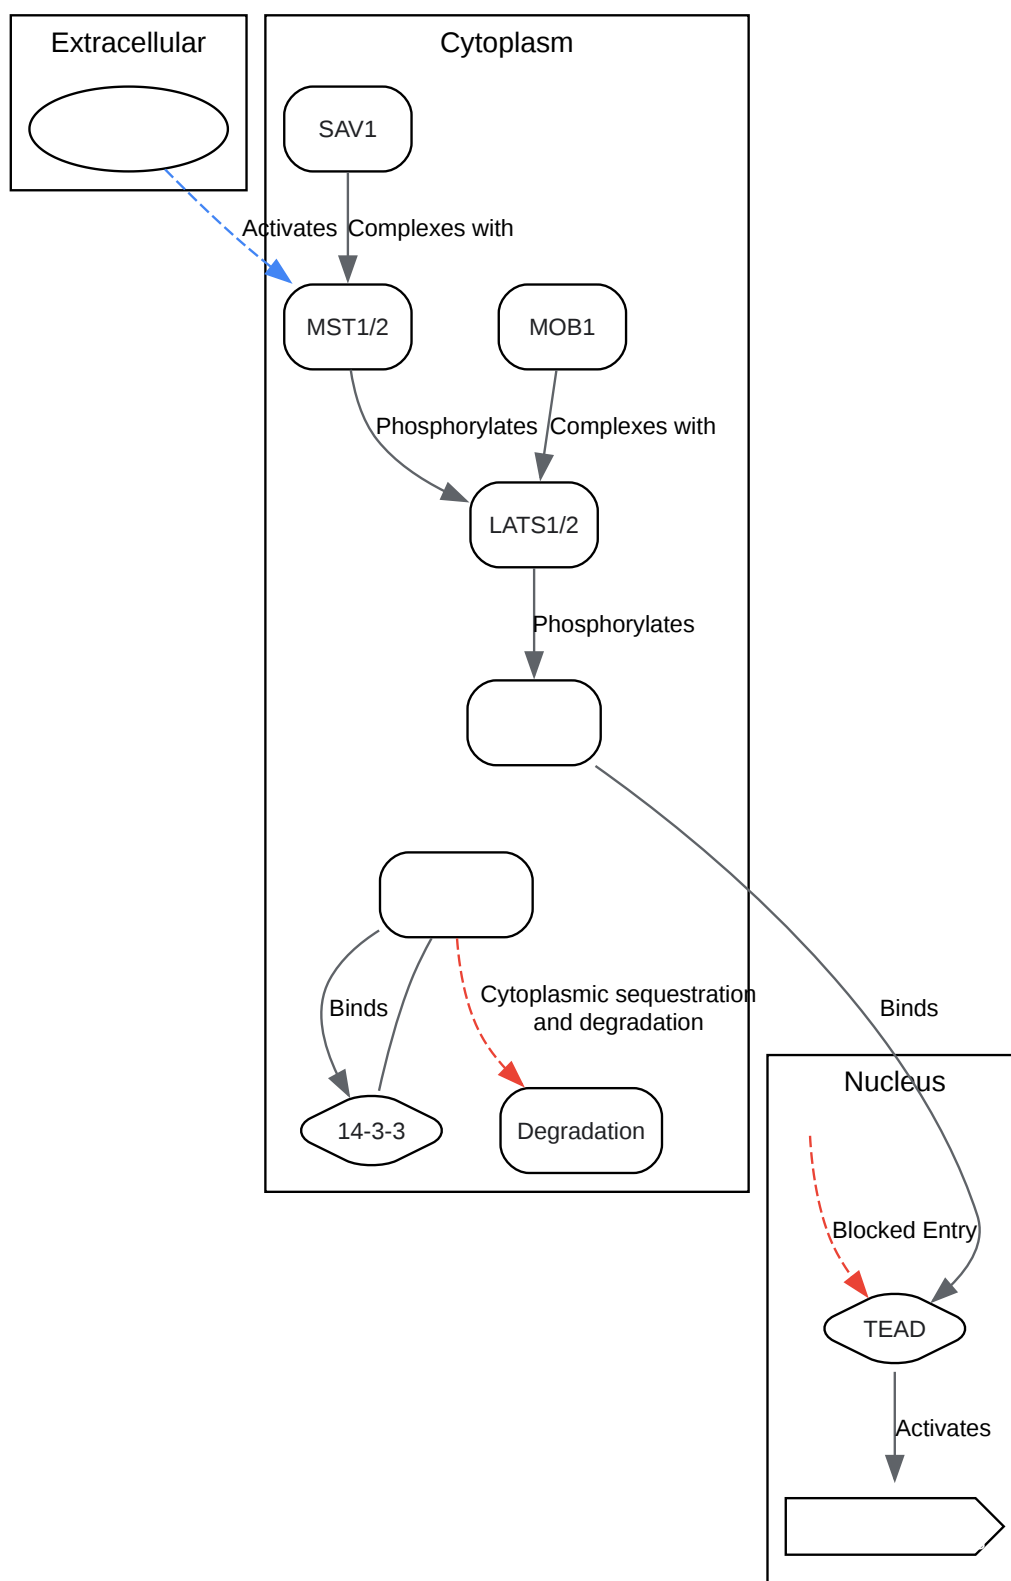 Extracellular
Cytoplasm
SAV1
Activates
Complexes with
MST1/2
MOB1
Phosphorylates
Complexes with
LATS1/2
Phosphorylates
Binds
Cytoplasmic sequestration
and degradation
Binds
14-3-3
Degradation
Nucleus
Blocked Entry
TEAD
Activates